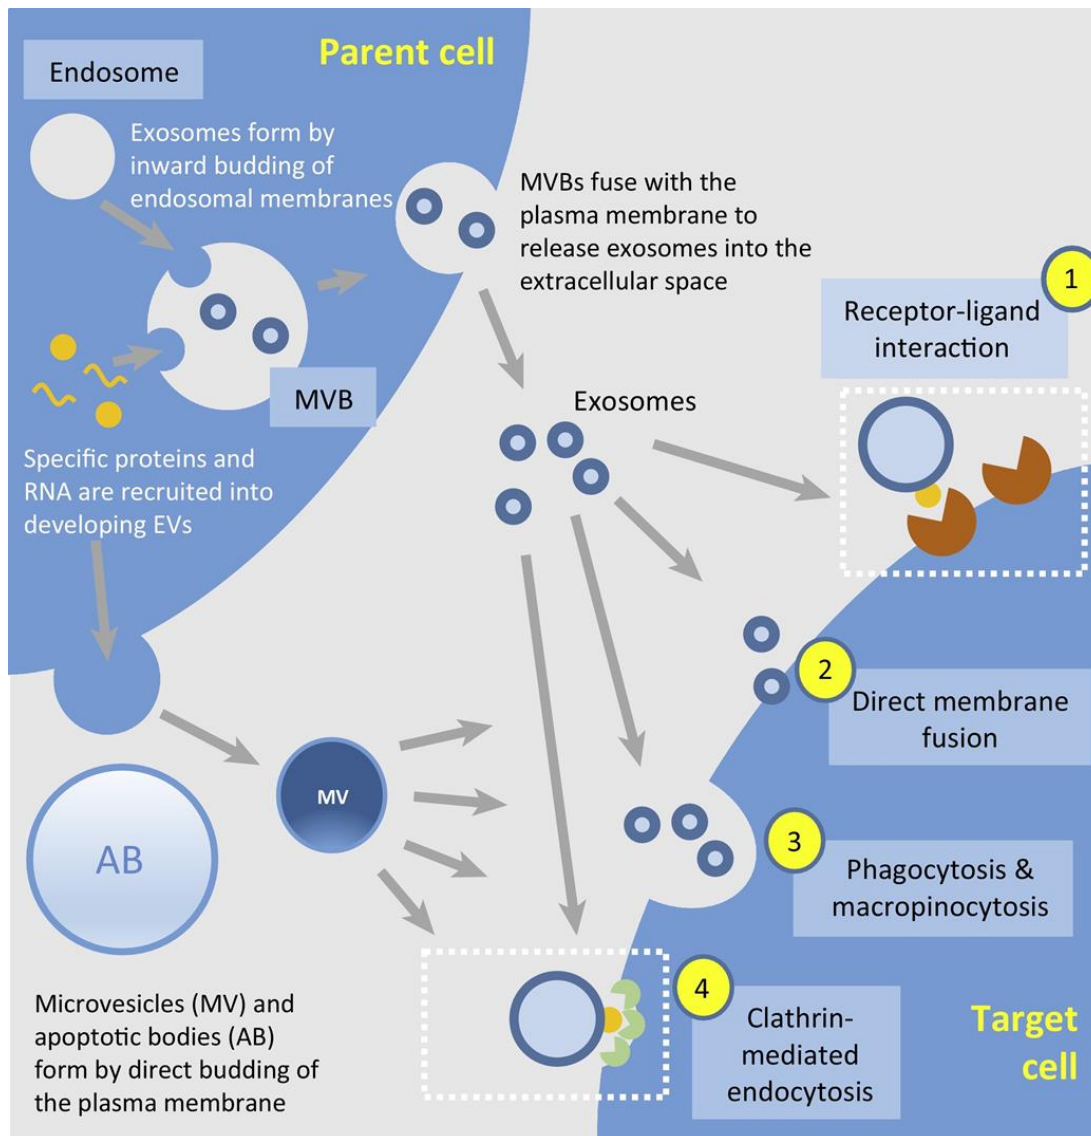 Parent cell
Endosome
Exosomes form by
inward budding of
endosomal membranes
MVBs fuse with the
plasma membrane to
release exosomes into the
extracellular space
1
Receptor-ligand
interaction
MVB
Exosomes
Specific proteins and
RNA are recruited into
developing EVs
2
Direct membrane
fusion
MV
AB
3
Phagocytosis &
macropinocytosis
4
Clathrin-
mediated
endocytosis
Microvesicles (MV) and
apoptotic bodies (AB)
form by direct budding of
the plasma membrane
Target
cell